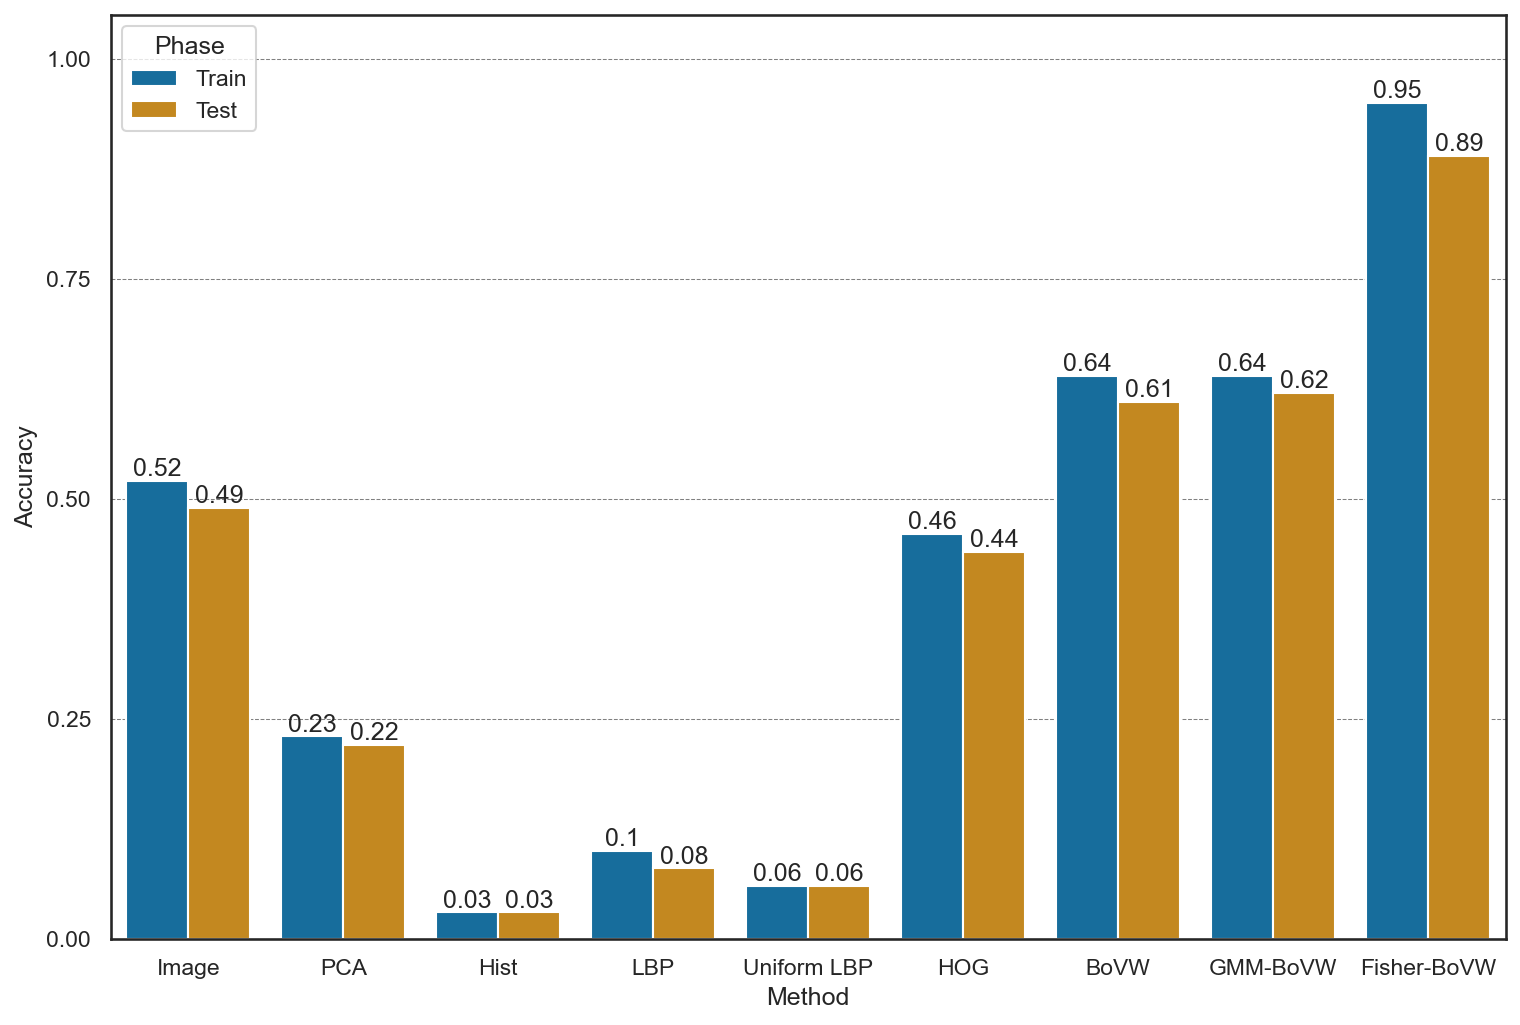 Phase
Train
Test
1.00
0.75
0.50
0.25
0.00
Accuracy
0.52
0.49
0.23
0.22
0.03
0.03
0.1
0.08
0.06
0.06
0.46
0.44
0.64
0.61
0.64
0.62
0.95
0.89
Image
PCA
Hist
LBP
Uniform LBP
HOG
BoVW
GMM-BoVW
Fisher-BoVW
Method